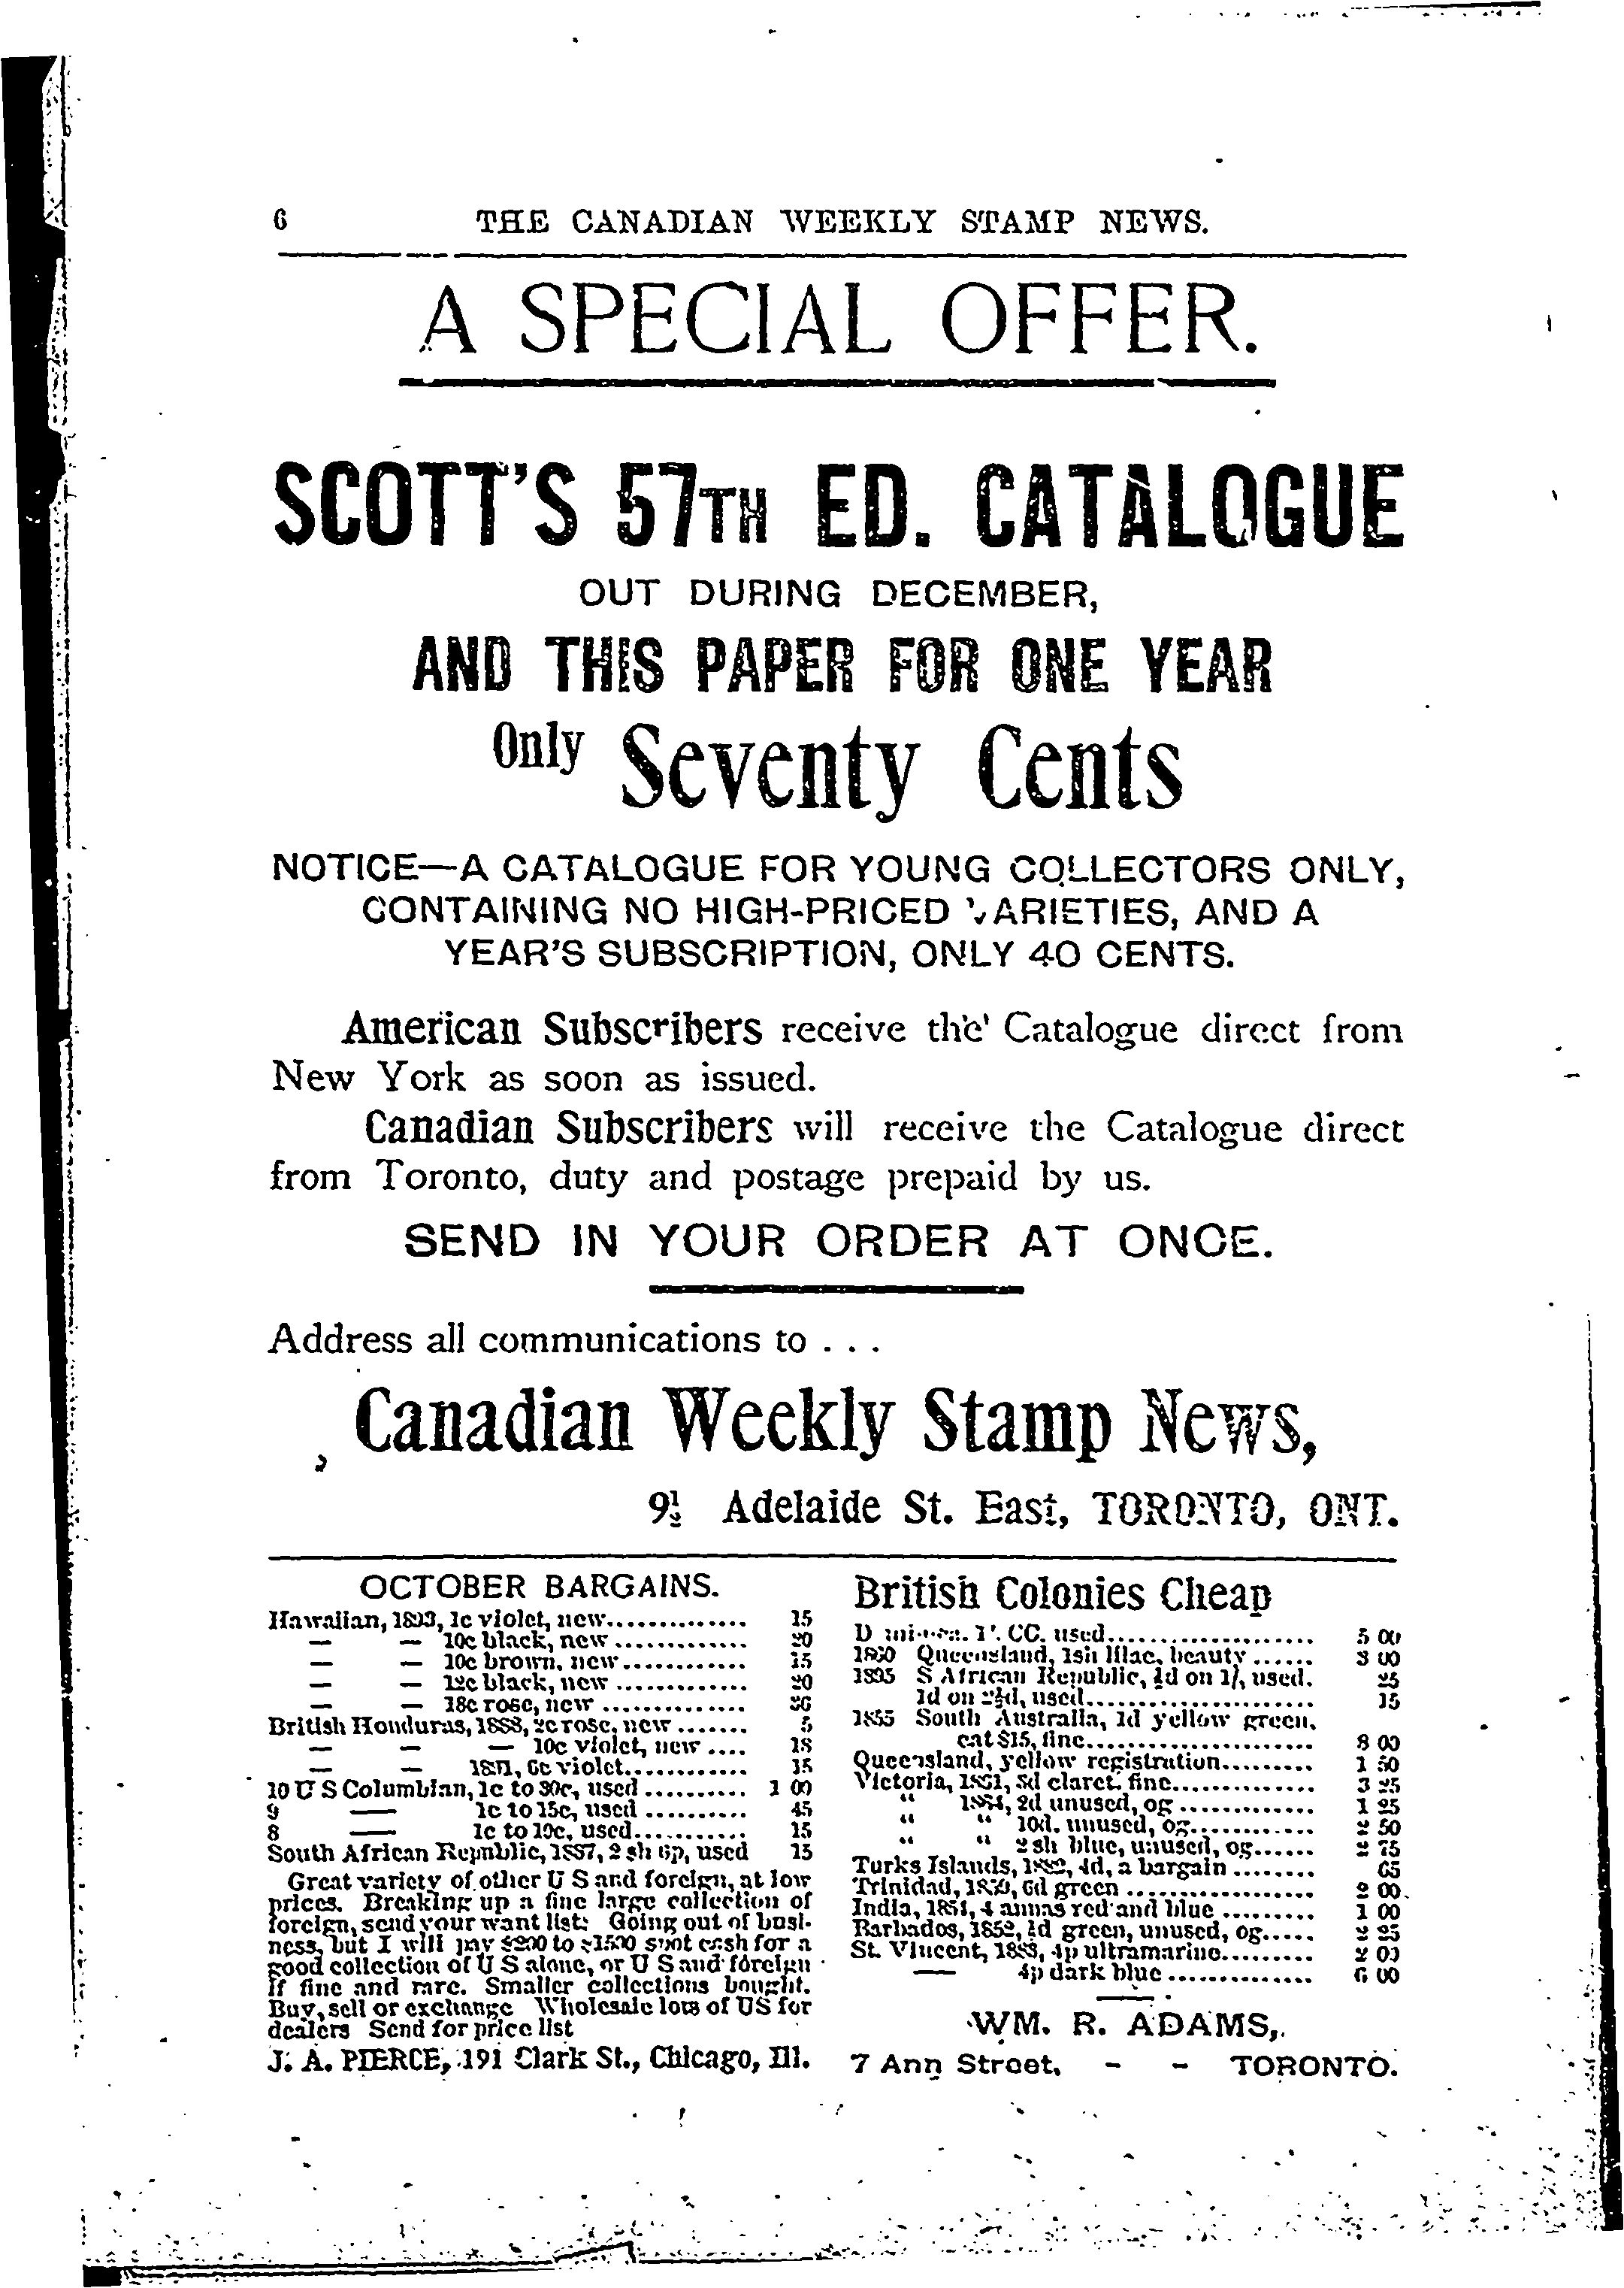 6 THE CANADIAN WEEKLY STAMP NEWS.
A SPECIAL OFFER.
SCOTT'S 57TH ED. CATALOGUE
OUT DURING DECEMBER,
AND THIS PAPER FOR ONE YEAR
Only Seventy Cents
NOTICE—A CATALOGUE FOR YOUNG COLLECTORS ONLY,
CONTAINING NO HIGH-PRICED VARIETIES, AND A
YEAR'S SUBSCRIPTION, ONLY 40 CENTS.
American Subscribers receive the Catalogue direct from
New York as soon as issued.
Canadian Subscribers will receive the Catalogue direct
from Toronto, duty and postage prepaid by us.
SEND IN YOUR ORDER AT ONCE.
Address all communications to . . .
Canadian Weekly Stamp News,
9½ Adelaide St. East, TORONTO, ONT.
OCTOBER BARGAINS.
Hawaiian, 1893, 1c violet, new.............. 15
— — 10c black, new .............. 20
— — 10c brown, new ............. 15
— — 12c black, new .............. 20
— — 18c rose, new ...............
British Honduras, 1888, 2c rose, new ....... 5
— — — 10c violet, new .... 18
— — 1871, 6c violet............. 15
10 U S Columbian, 1c to 30c, used ........... 1 00
9 — 1c to 15c, used ........... 45
8 — 1c to 10c, used............ 15
South African Republic, 1887, 2 sh 6p, used 15
Great variety of other U S and foreign, at low
prices. Breaking up a fine large collection of
foreign, send your want list: Going out of busi-
ness, but I will pay $200 to $1500 spot cash for a
good collection of U S alone, or U S and foreign
if fine and rare. Smaller collections bought.
Buy, sell or exchange Wholesale lots of US for
dealers Send for price list
J. A. PIERCE, 191 Clark St., Chicago, Ill.
British Colonies Cheap
CC. used...................... 5 00
1860 Queensland, 1sh lilac, beauty ...... 3 00
1895 S African Republic, ½d on 1/, used. 25
1d on 2½d, used........................ 15
1855 South Australia, 1d yellow green,
cat $15, fine........................ 8 00
Queensland, yellow registration.......... 1 50
Victoria, 1861, claret, fine............... 3 25
" 2d unused, og .............. 1 25
" " 10d. unused, og............. 2 50
" " 2 sh blue, unused, og...... 2 75
Turks Islands, 1882, 4d, a bargain ........ 65
Trinidad, 6d green .................... 2 00
India, 1854, 4 annas red and blue .......... 1 00
Barbados, 1852, ½d green, unused, og..... 2 25
St. Vincent, 1883, 4p ultramarine.......... 2 00
— 4p dark blue ............... 6 00
WM. R. ADAMS,
7 Ann Street, - - TORONTO.